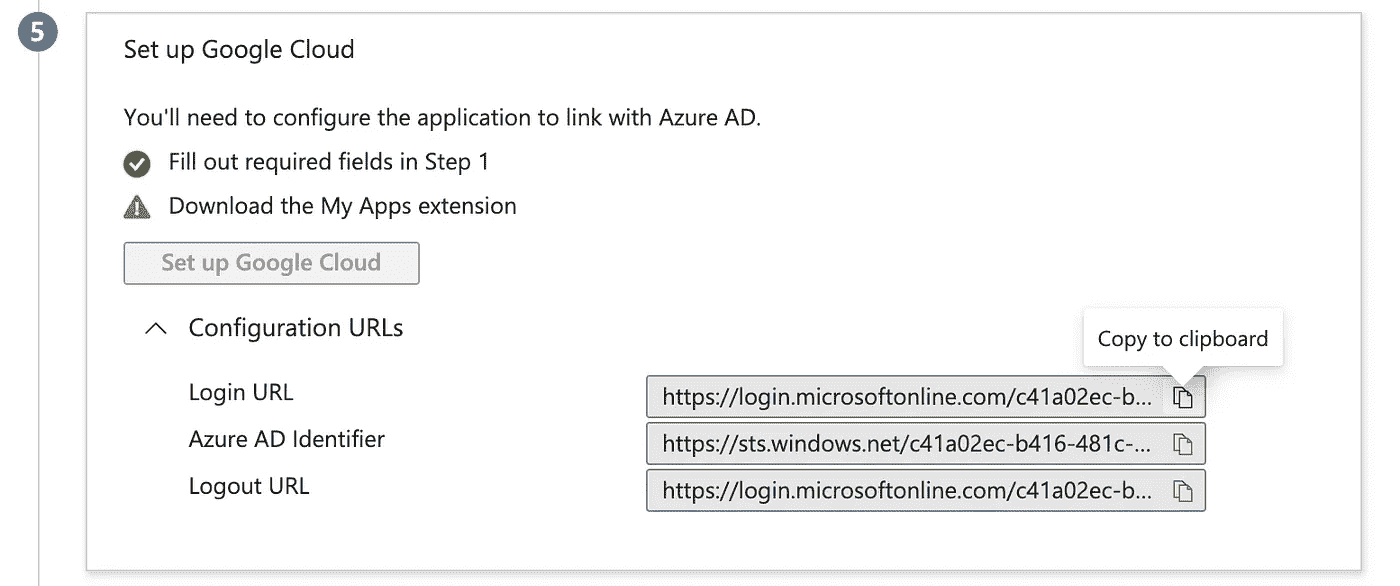 5
Set up Google Cloud
You'll need to configure the application to link with Azure AD.
Fill out required fields in Step 1
Download the My Apps extension
Set up Google Cloud
Configuration URLs
Copy to clipboard
Login URL https://login.microsoftonline.com/c41a02ec-b...
Azure AD Identifier https://sts.windows.net/c41a02ec-b416-481c-...
Logout URL https://login.microsoftonline.com/c41a02ec-b...